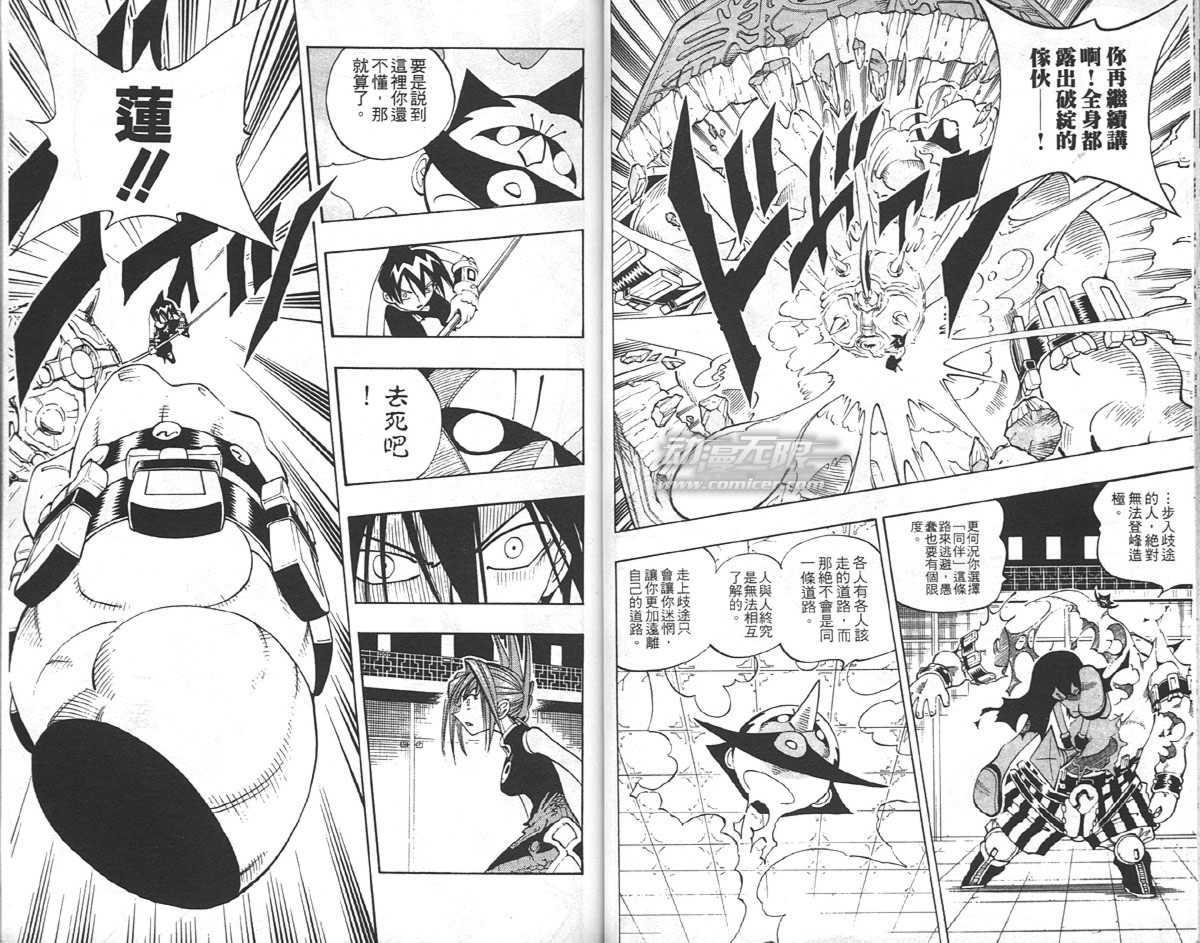 你再繼續講
啊！全身都
露出破綻的
傢伙——！
ドドドン
…步入歧途
的人，絕對
無法登峰造
極。
更何況你選擇
「同伴」這條
路來逃避，愚
蠢也要有個限
度。
各人有各人該
走的道路，而
那絕不會是同
一條道路。
人與人終究
是無法相互
了解的。
走上歧途只
會讓你迷惘，
讓你更加遠離
自己的道路。
动漫无限
www.comicer.com
要是說到
這裡你還
不懂，那
就算了。
去死吧
！
蓮!!